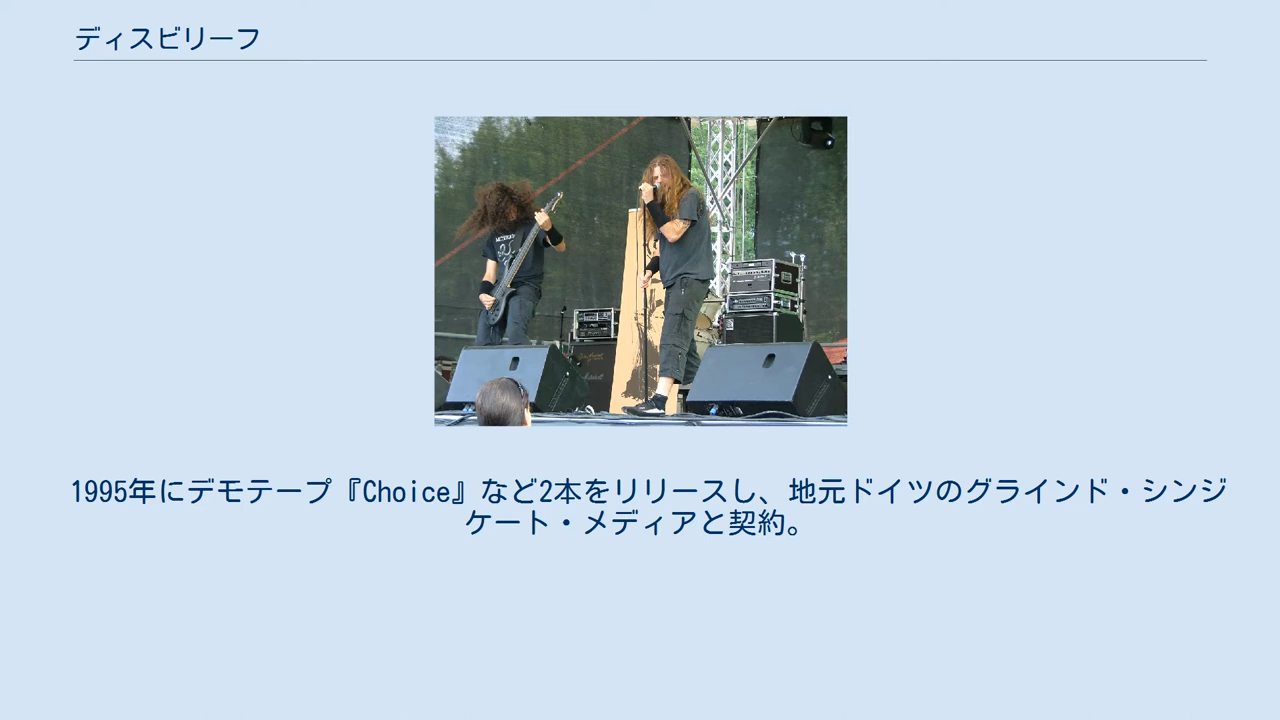 ディスビリーフ
1995年にデモテープ『Choice』など2本をリリースし、地元ドイツのグラインド・シンジ
ケート・メディアと契約。